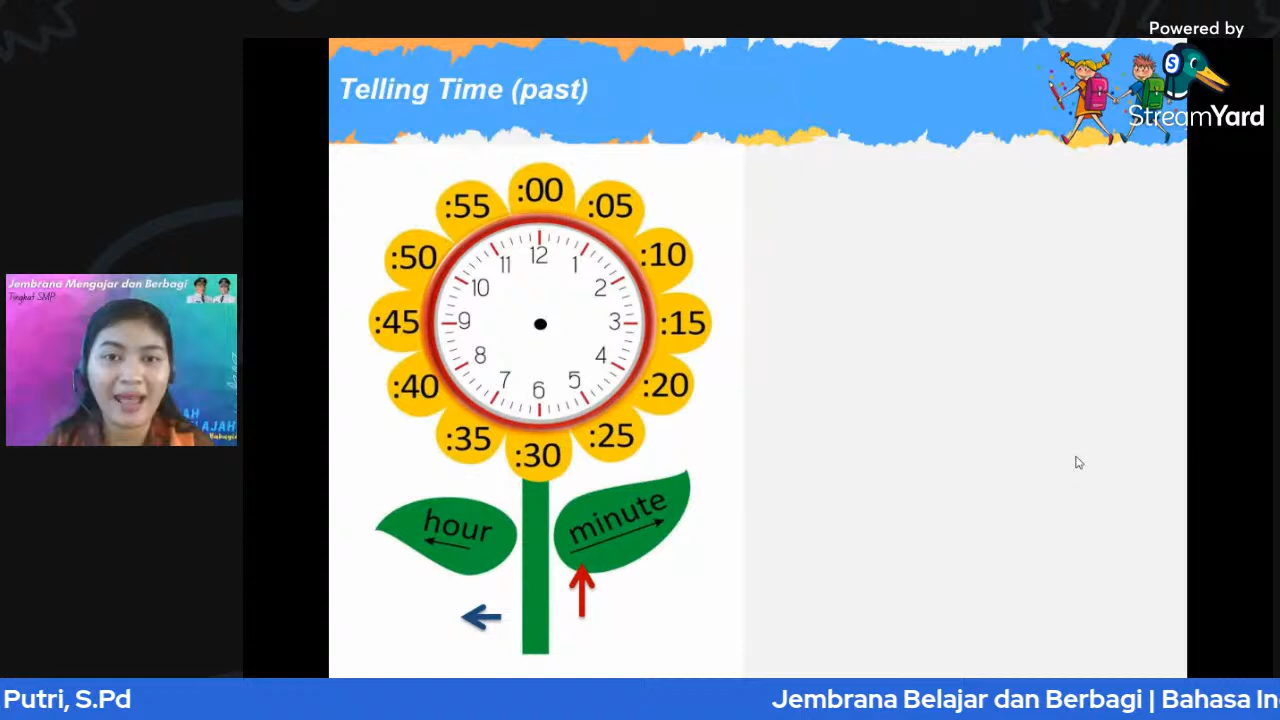 Powered by
StreamYard
Telling Time (past)
:00
:05
:10
:15
:20
:25
:30
:35
:40
:45
:50
:55
12
1
2
3
4
5
6
7
8
9
10
11
hour
minute
Jembrana Mengajar dan Berbagi
Tingkat SMP
Putri, S.Pd
Jembrana Belajar dan Berbagi | Bahasa In